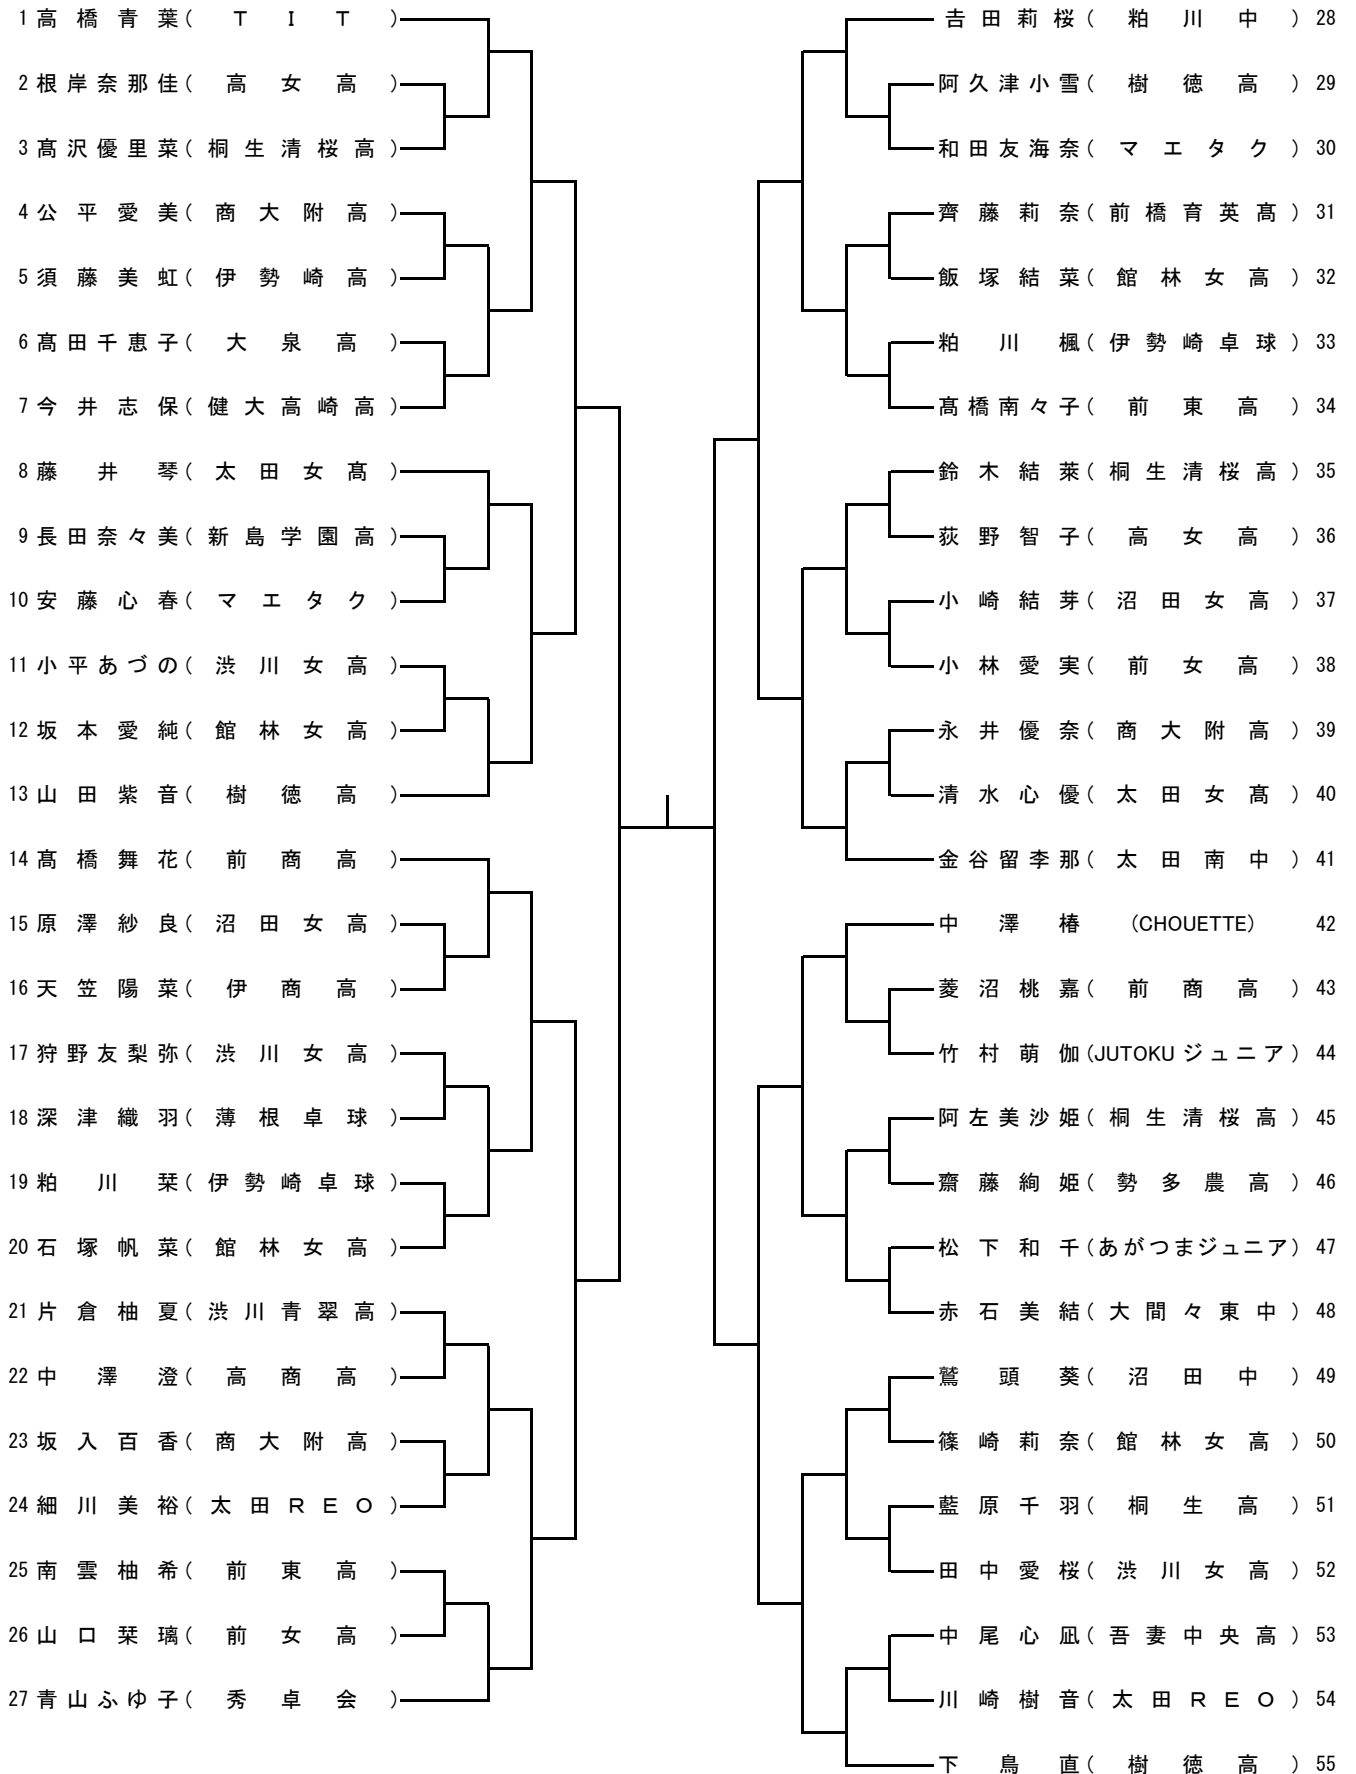 1 高橋青葉(TIT)
2 根岸奈那佳(高女高)
3 髙沢優里菜(桐生清桜高)
4 公平愛美(商大附高)
5 須藤美虹(伊勢崎高)
6 髙田千恵子(大泉高)
7 今井志保(健大高崎高)
8 藤井琴(太田女髙)
9 長田奈々美(新島学園高)
10 安藤心春(マエタク)
11 小平あづの(渋川女高)
12 坂本愛純(館林女高)
13 山田紫音(樹徳高)
14 髙橋舞花(前商高)
15 原澤紗良(沼田女高)
16 天笠陽菜(伊商高)
17 狩野友梨弥(渋川女高)
18 深津織羽(薄根卓球)
19 粕川栞(伊勢崎卓球)
20 石塚帆菜(館林女高)
21 片倉柚夏(渋川青翠高)
22 中澤澄(高商高)
23 坂入百香(商大附高)
24 細川美裕(太田REO)
25 南雲柚希(前東高)
26 山口栞璃(前女高)
27 青山ふゆ子(秀卓会)
吉田莉桜(粕川中) 28
阿久津小雪(樹徳高) 29
和田友海奈(マエタク) 30
齊藤莉奈(前橋育英髙) 31
飯塚結菜(館林女高) 32
粕川楓(伊勢崎卓球) 33
髙橋南々子(前東高) 34
鈴木結萊(桐生清桜高) 35
荻野智子(高女高) 36
小崎結芽(沼田女高) 37
小林愛実(前女高) 38
永井優奈(商大附高) 39
清水心優(太田女髙) 40
金谷留李那(太田南中) 41
中澤椿(CHOUETTE) 42
菱沼桃嘉(前商高) 43
竹村萌伽(JUTOKUジュニア) 44
阿左美沙姫(桐生清桜高) 45
齋藤絢姫(勢多農高) 46
松下和千(あがつまジュニア) 47
赤石美結(大間々東中) 48
鷲頭葵(沼田中) 49
篠崎莉奈(館林女高) 50
藍原千羽(桐生高) 51
田中愛桜(渋川女高) 52
中尾心凪(吾妻中央高) 53
川崎樹音(太田REO) 54
下鳥直(樹徳高) 55